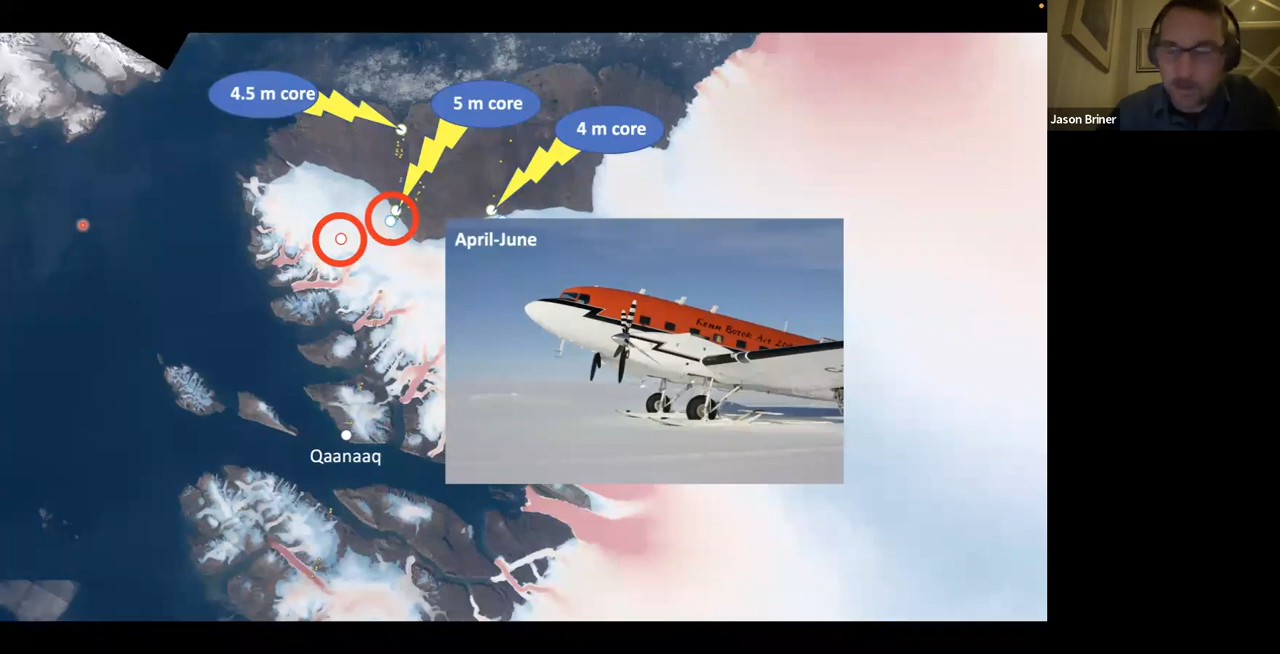 4.5 m core
5 m core
4 m core
Jason Briner
April-June
Kenn Borek Air Ltd
Qaanaaq